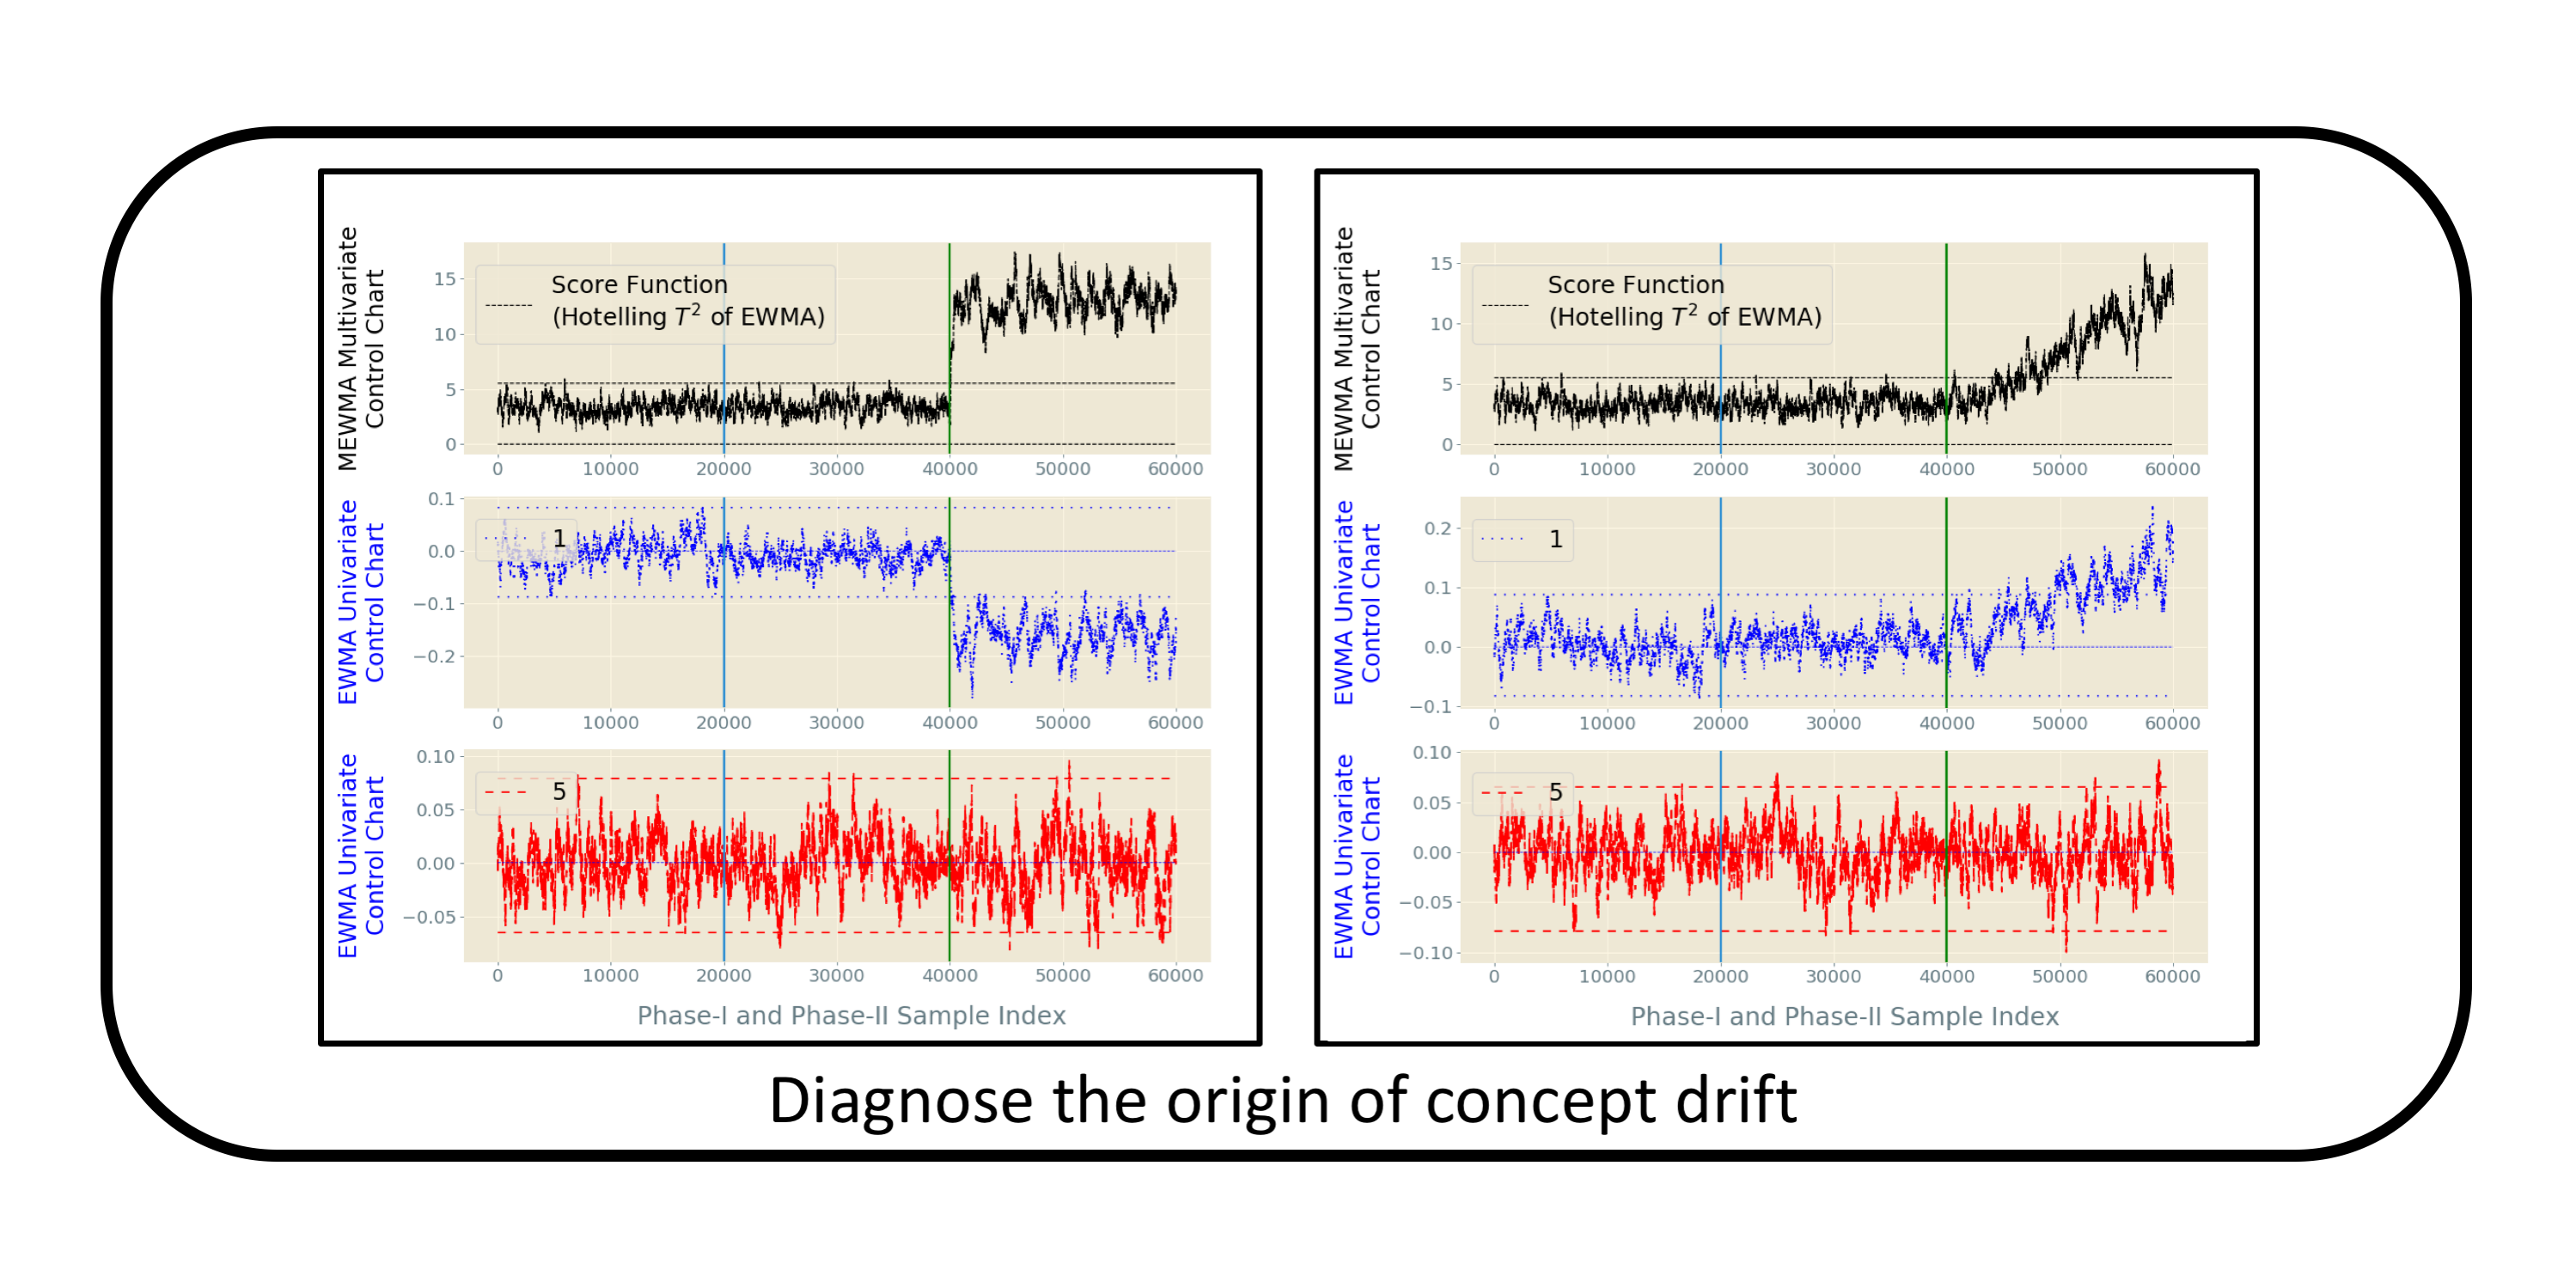 MEWMA Multivariate
Control Chart
Score Function
(Hotelling T² of EWMA)
15
10
5
0
0 10000 20000 30000 40000 50000 60000
EWMA Univariate
Control Chart
1
0.1
0.0
−0.1
−0.2
0 10000 20000 30000 40000 50000 60000
EWMA Univariate
Control Chart
5
0.10
0.05
0.00
−0.05
0 10000 20000 30000 40000 50000 60000
Phase-I and Phase-II Sample Index
MEWMA Multivariate
Control Chart
Score Function
(Hotelling T² of EWMA)
15
10
5
0
0 10000 20000 30000 40000 50000 60000
EWMA Univariate
Control Chart
1
0.2
0.1
0.0
−0.1
0 10000 20000 30000 40000 50000 60000
EWMA Univariate
Control Chart
5
0.10
0.05
0.00
−0.05
−0.10
0 10000 20000 30000 40000 50000 60000
Phase-I and Phase-II Sample Index
Diagnose the origin of concept drift